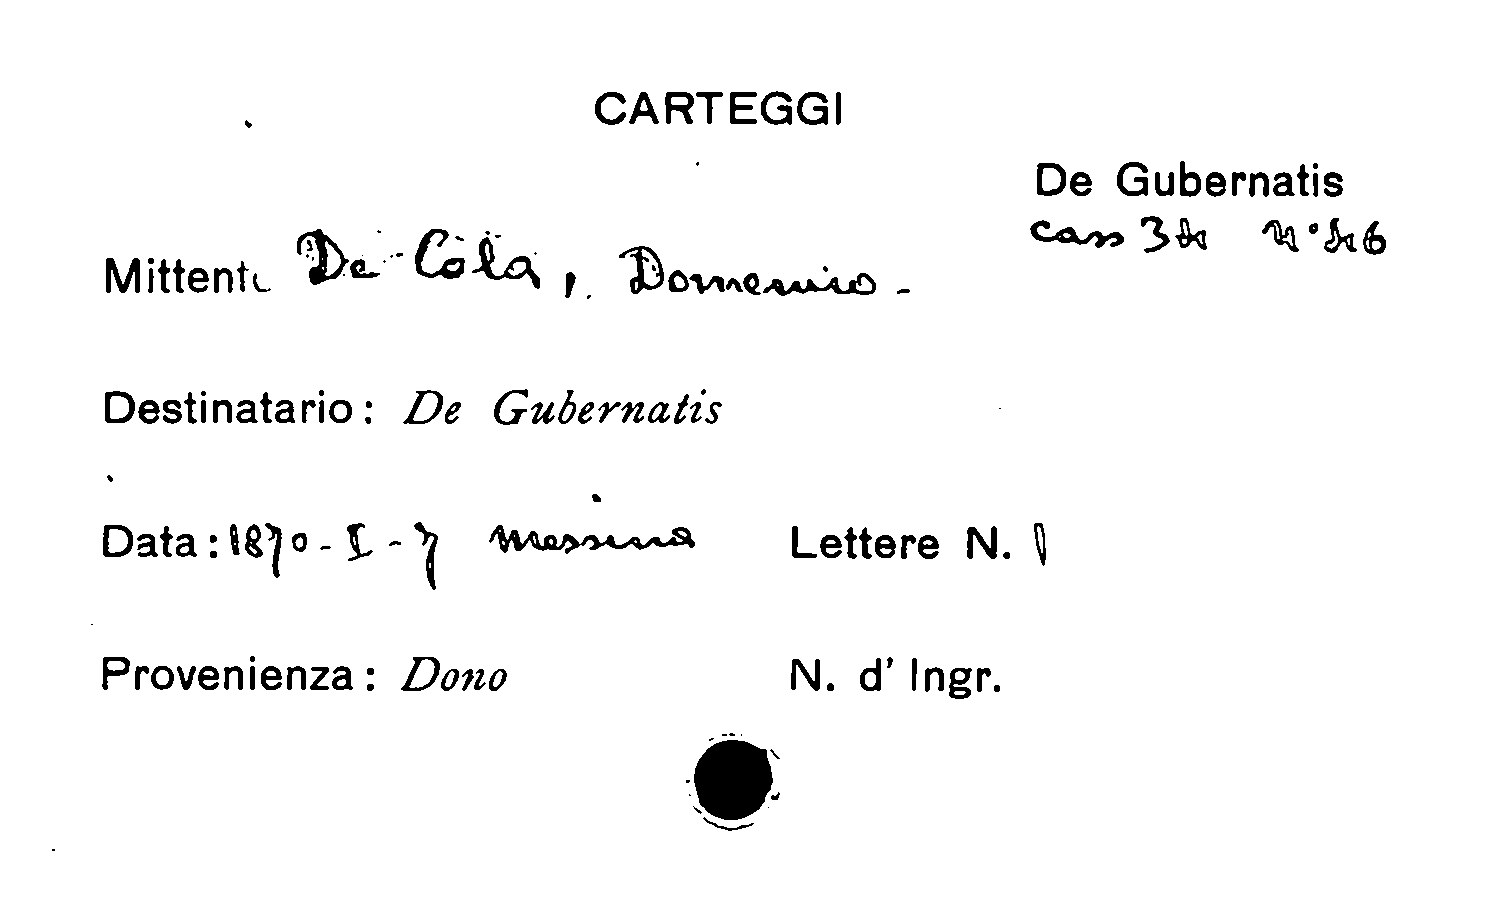 CARTEGGI
De Gubernatis
cass 34 N° 46
Mittente De Cola, Domenico -
Destinatario: De Gubernatis
Data: 1870-I-7 Messina Lettere N. 1
Provenienza: Dono N. d' Ingr.